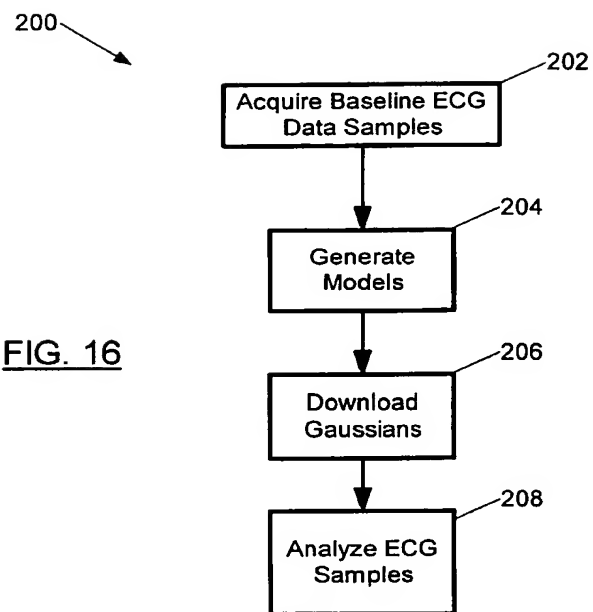 200
202
Acquire Baseline ECG
Data Samples
204
Generate
Models
FIG. 16
206
Download
Gaussians
208
Analyze ECG
Samples